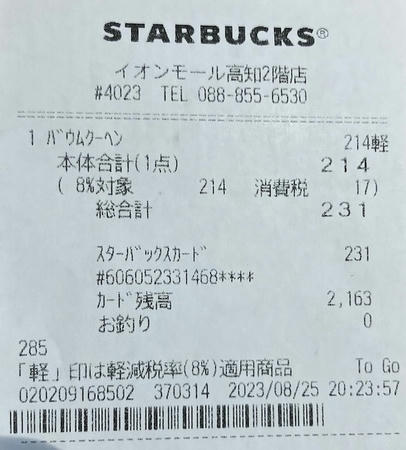 STARBUCKS®
イオンモール高知2階店
#4023 TEL 088-855-6530
1 バウムクーヘン 214軽
本体合計(1点) 214
( 8%対象 214 消費税 17)
総合計 231
スターバックスカード 231
#606052331468****
カード残高 2,163
お釣り 0
285
「軽」印は軽減税率(8%)適用商品 To Go
020209168502 370314 2023/08/25 20:23:57